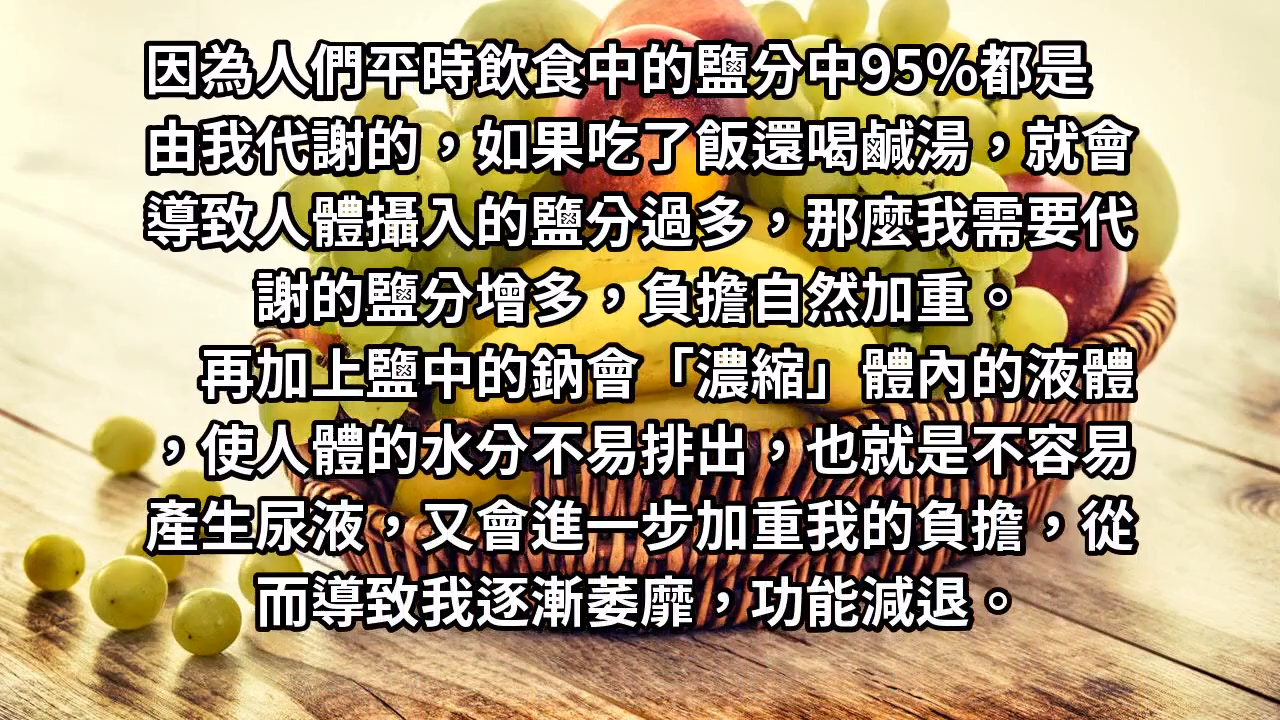 因為人們平時飲食中的鹽分中95%都是
由我代謝的，如果吃了飯還喝鹹湯，就會
導致人體攝入的鹽分過多，那麼我需要代
謝的鹽分增多，負擔自然加重。
再加上鹽中的鈉會「濃縮」體內的液體
，使人體的水分不易排出，也就是不容易
產生尿液，又會進一步加重我的負擔，從
而導致我逐漸萎靡，功能減退。